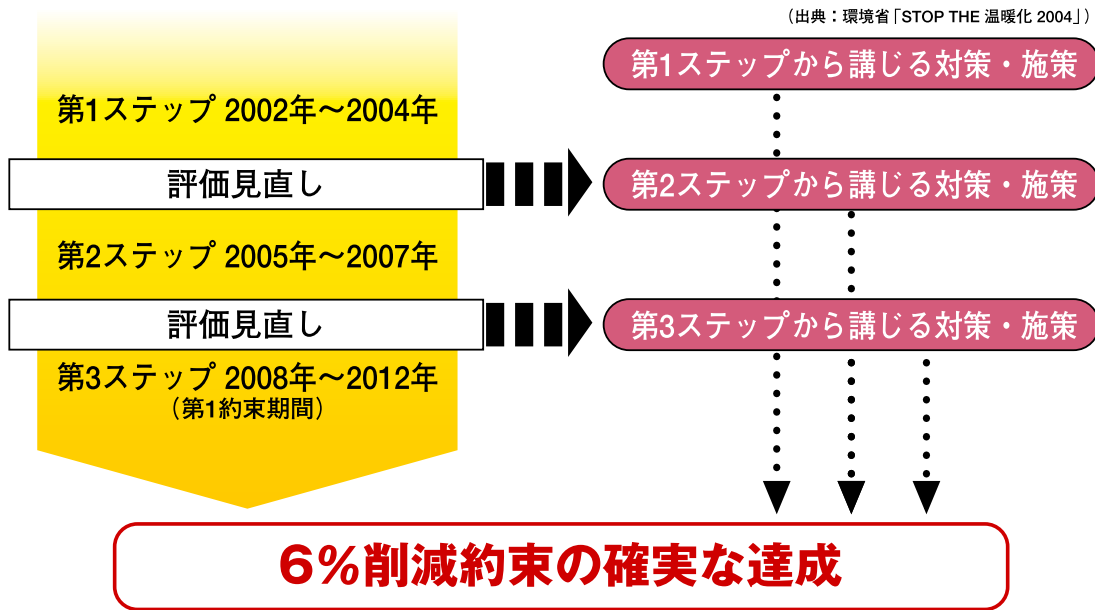 （出典：環境省「STOP THE 温暖化 2004」）
第1ステップから講じる対策・施策
第1ステップ 2002年～2004年
評価見直し
第2ステップから講じる対策・施策
第2ステップ 2005年～2007年
評価見直し
第3ステップから講じる対策・施策
第3ステップ 2008年～2012年
（第1約束期間）
6%削減約束の確実な達成